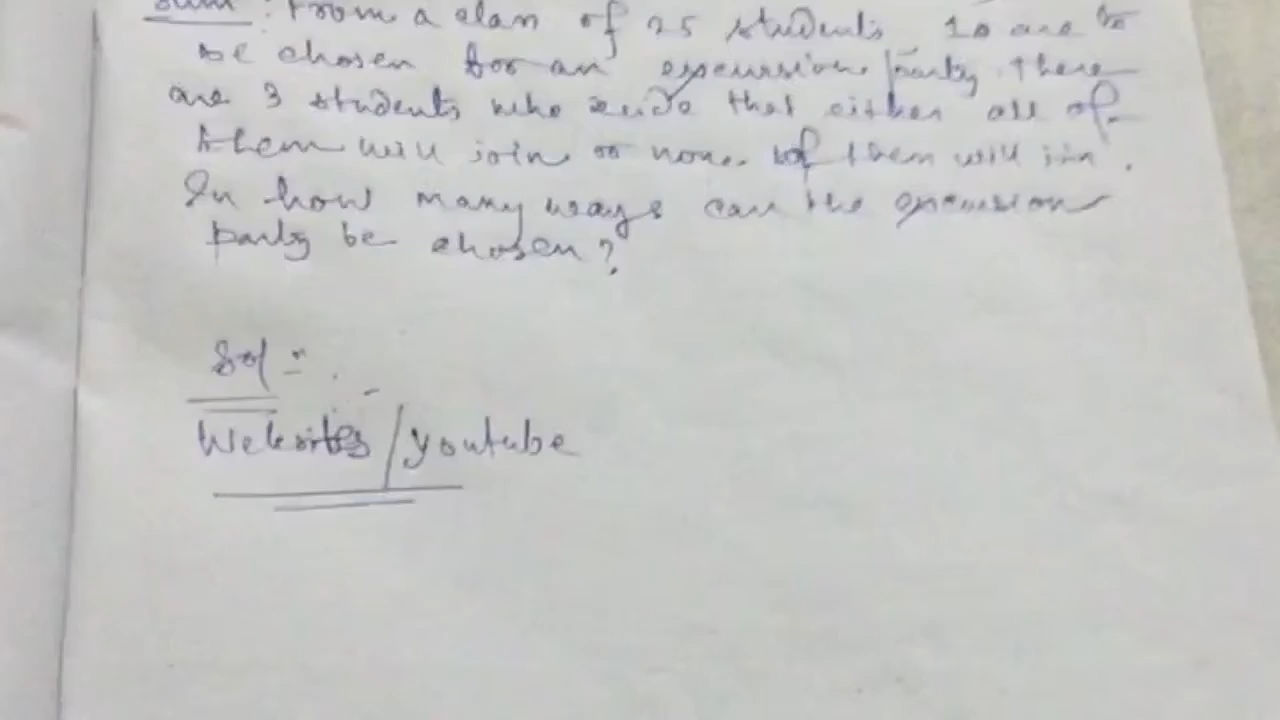 Sum : From a clan of 25 students 10 are to
be chosen for an excursion party. There
are 3 students who decide that either all of
them will join or none of them will join.
In how many ways can the excursion
party be chosen?
Sol :
Websites/youtube